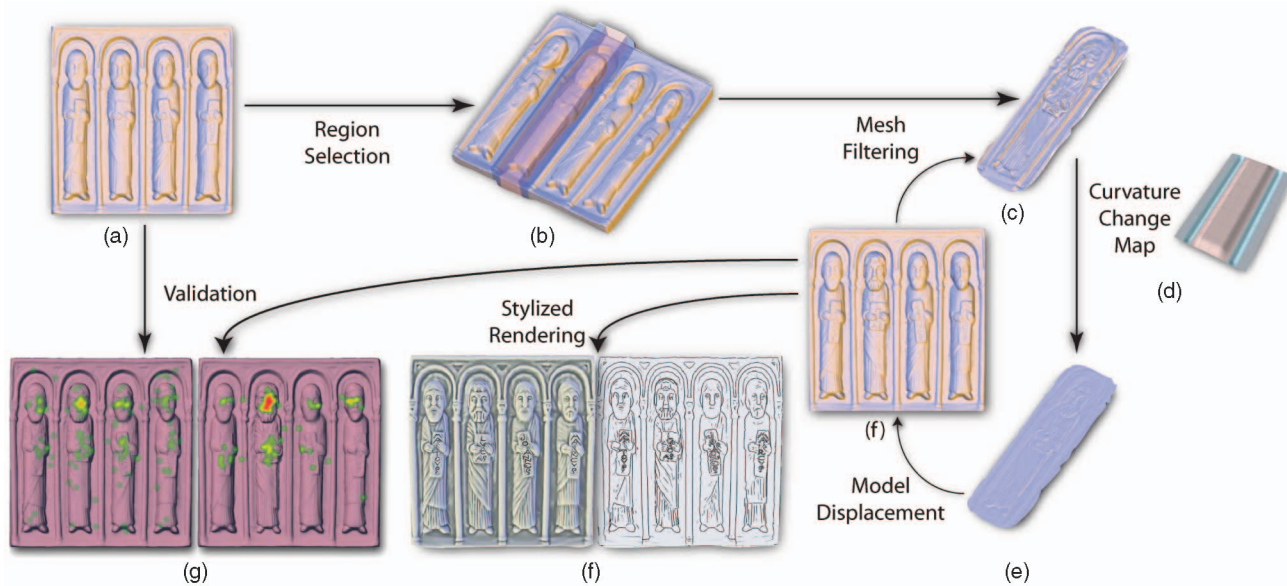 Region
Selection
Mesh
Filtering
(a)
(b)
(c)
Curvature
Change
Map
(d)
Validation
Stylized
Rendering
(f)
Model
Displacement
(g)
(f)
(e)